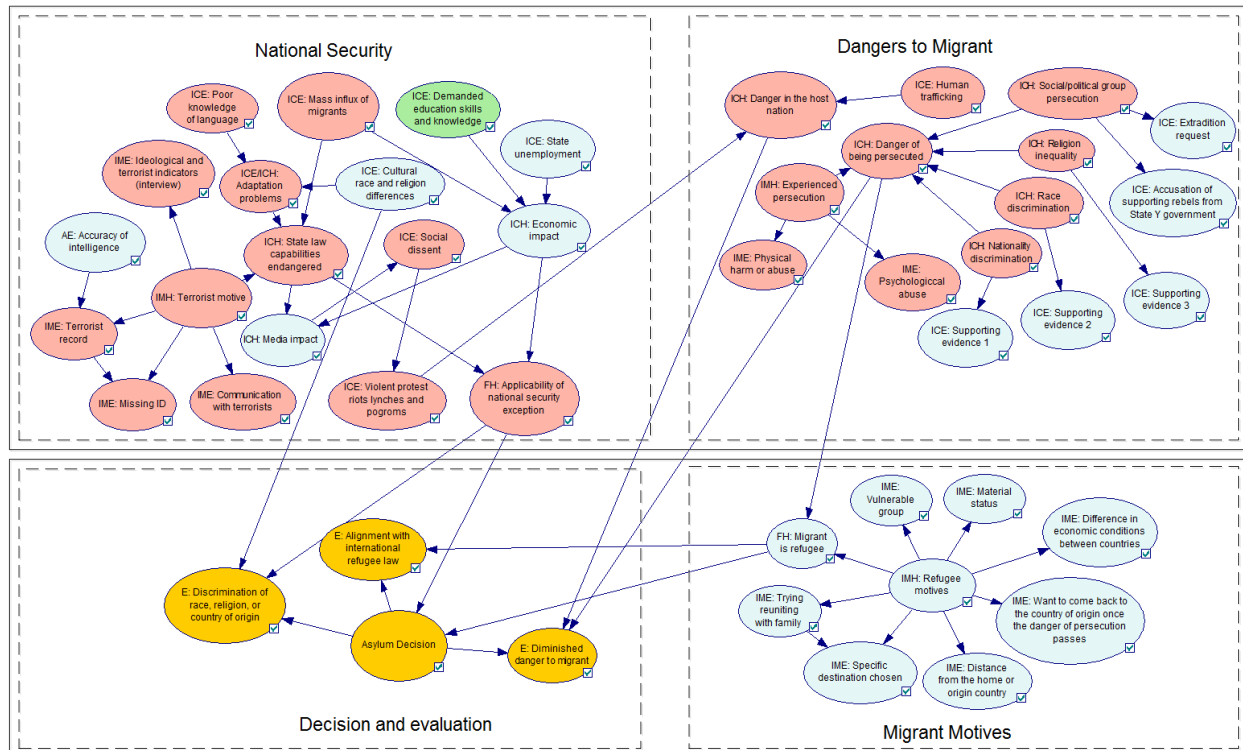 National Security
ICE: Poor
knowledge
of language
ICE: Mass influx of
migrants
ICE: Demanded
education skills
and knowledge
ICE: State
unemployment
IME: Ideological and
terrorist indicators
(interview)
ICE/ICH:
Adaptation
problems
ICE: Cultural
race and religion
differences
AE: Accuracy of
intelligence
ICH: State law
capabilities
endangered
ICE: Social
dissent
ICH: Economic
impact
IMH: Terrorist motive
IME: Terrorist
record
ICH: Media impact
IME: Missing ID
IME: Communication
with terrorists
ICE: Violent protest
riots lynches and
pogroms
FH: Applicability of
national security
exception
Dangers to Migrant
ICH: Danger in the host
nation
ICE: Human
trafficking
ICH: Social/political group
persecution
ICE: Extradition
request
ICH: Danger of
being persecuted
ICH: Religion
inequality
IMH: Experienced
persecution
ICH: Race
discrimination
ICE: Accusation of
supporting rebels from
State Y government
ICH: Nationality
discrimination
IME: Physical
harm or abuse
IME:
Psychologiccal
abuse
ICE: Supporting
evidence 1
ICE: Supporting
evidence 2
ICE: Supporting
evidence 3
E: Alignment with
international
refugee law
E: Discrimination of
race, religion, or
country of origin
Asylum Decision
E: Diminished
danger to migrant
Decision and evaluation
IME:
Vulnerable
group
IME: Material
status
IME: Difference in
economic conditions
between countries
FH: Migrant
is refugee
IMH: Refugee
motives
IME: Trying
reuniting
with family
IME: Want to come back to
the country of origin once
the danger of persecution
passes
IME: Specific
destination chosen
IME: Distance
from the home or
origin country
Migrant Motives